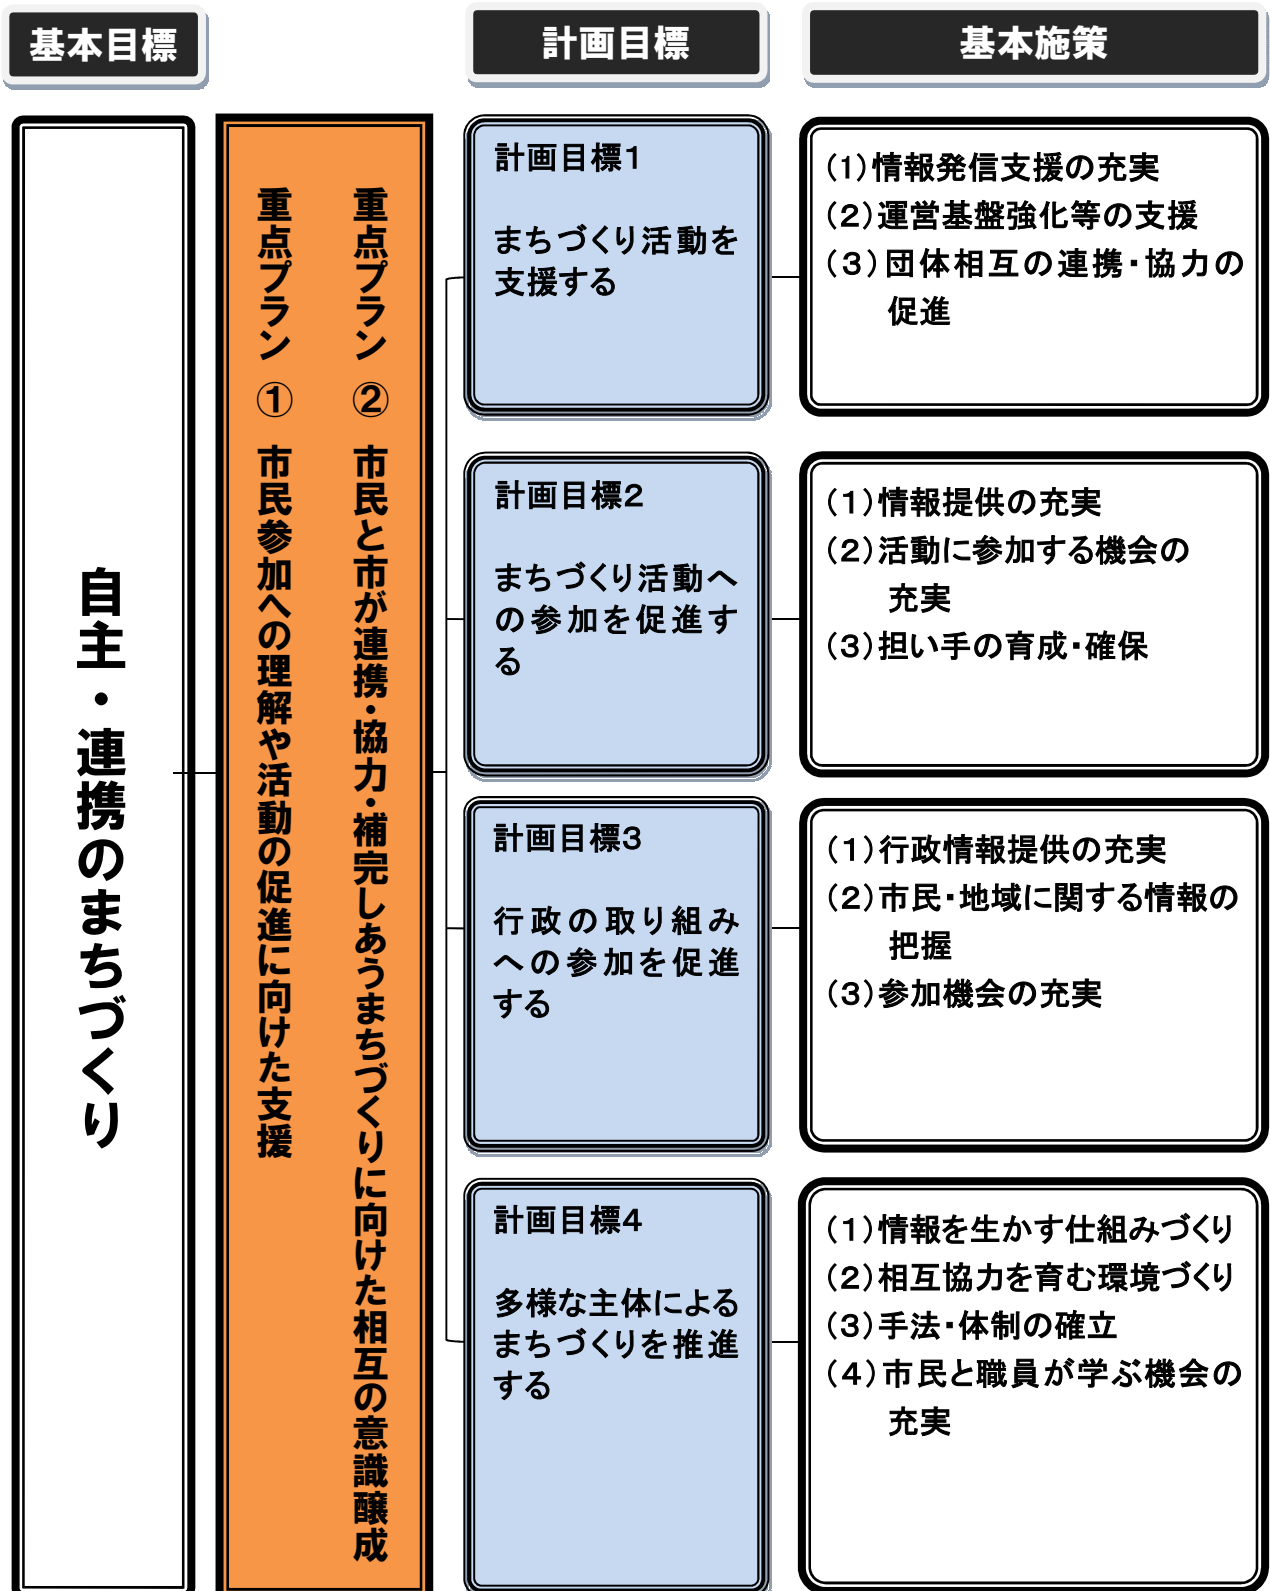 基本目標
計画目標
基本施策
自主・連携のまちづくり
重点プラン ① 市民参加への理解や活動の促進に向けた支援
重点プラン ② 市民と市が連携・協力・補完しあうまちづくりに向けた相互の意識醸成
計画目標1
まちづくり活動を
支援する
(1)情報発信支援の充実
(2)運営基盤強化等の支援
(3)団体相互の連携・協力の
促進
計画目標2
まちづくり活動へ
の参加を促進す
る
(1)情報提供の充実
(2)活動に参加する機会の
充実
(3)担い手の育成・確保
計画目標3
行政の取り組み
への参加を促進
する
(1)行政情報提供の充実
(2)市民・地域に関する情報の
把握
(3)参加機会の充実
計画目標4
多様な主体による
まちづくりを推進
する
(1)情報を生かす仕組みづくり
(2)相互協力を育む環境づくり
(3)手法・体制の確立
(4)市民と職員が学ぶ機会の
充実